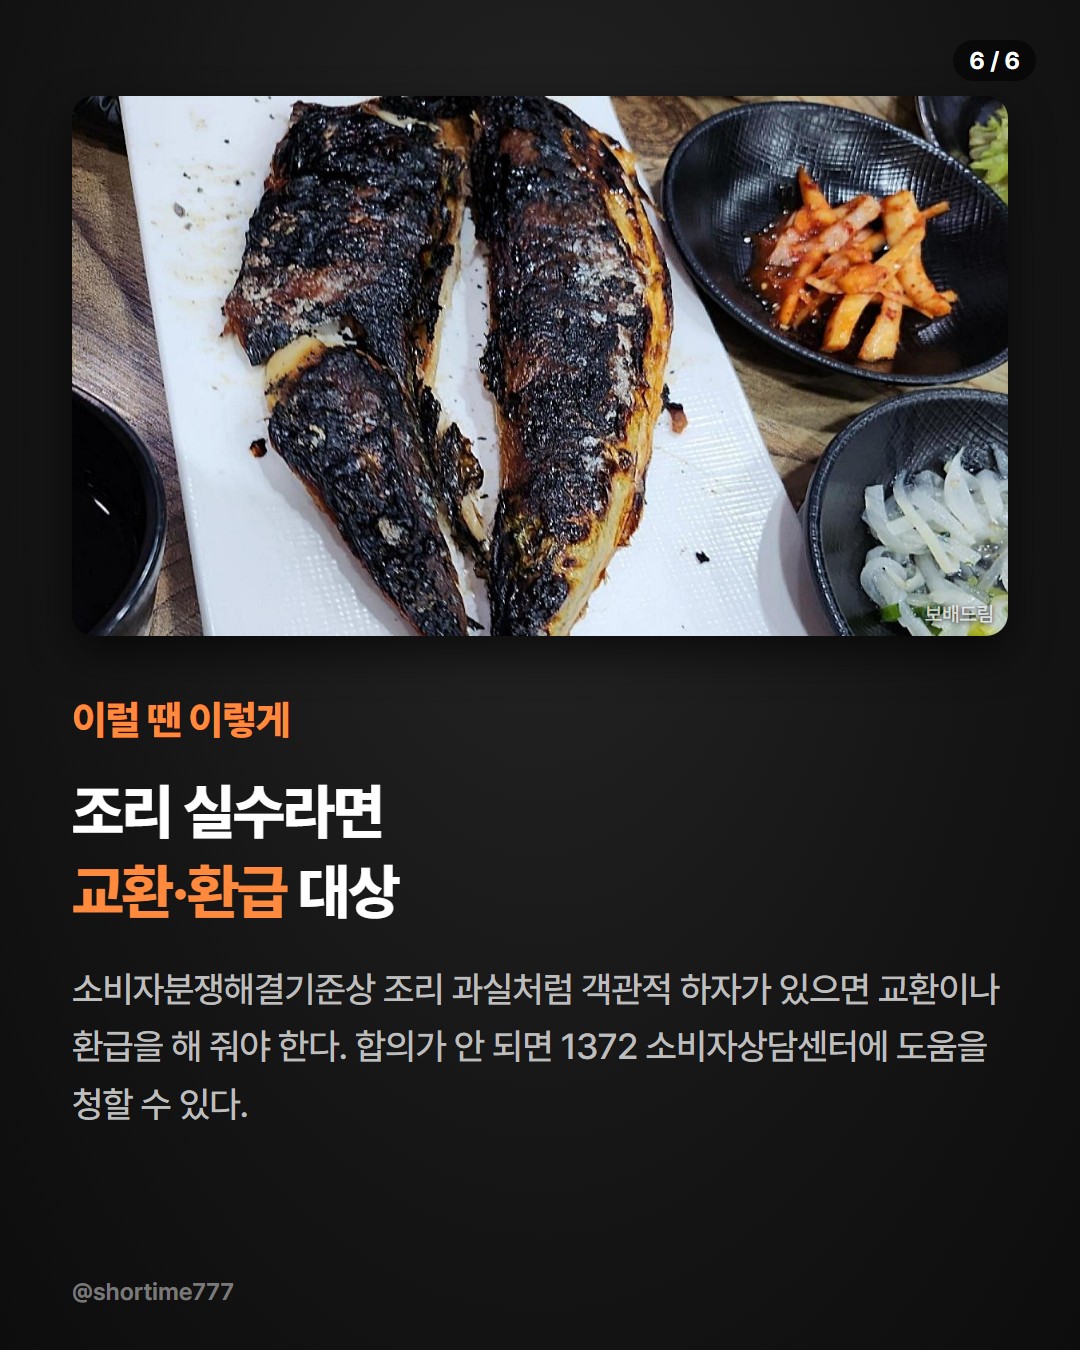 6 / 6
보배드림
이럴 땐 이렇게
조리 실수라면
교환·환급 대상
소비자분쟁해결기준상 조리 과실처럼 객관적 하자가 있으면 교환이나
환급을 해 줘야 한다. 합의가 안 되면 1372 소비자상담센터에 도움을
청할 수 있다.
@shortime777